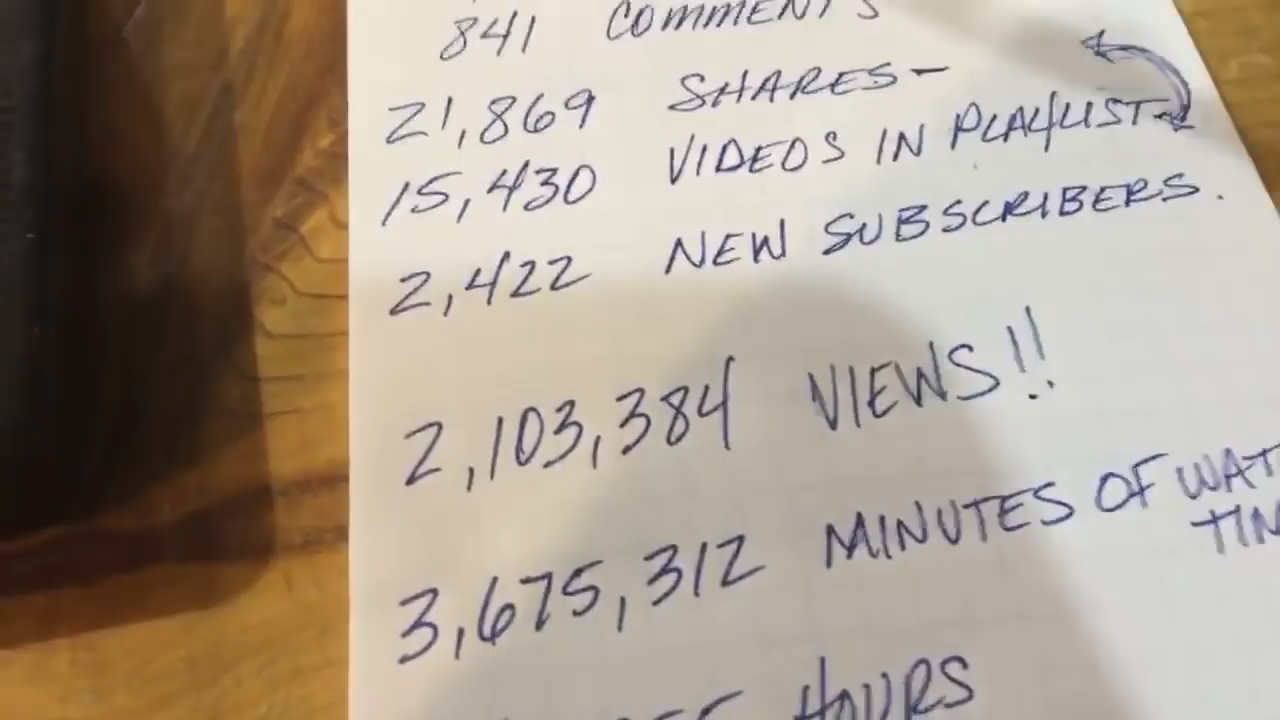 841 COMMENTS
21,869 SHARES-
15,430 VIDEOS IN PLAYLIST-
2,422 NEW SUBSCRIBERS.
2,103,384 VIEWS!!
3,675,312 MINUTES OF
HOURS